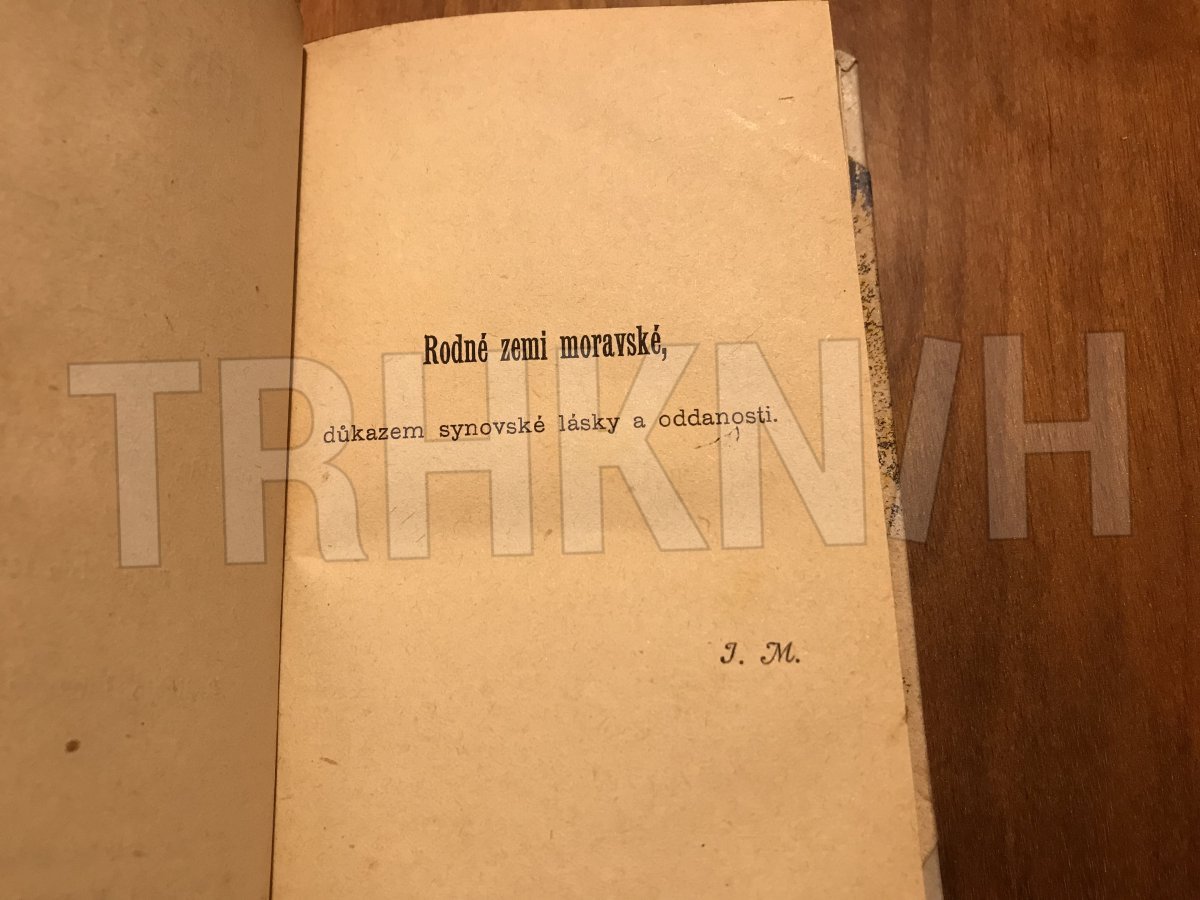 Rodné zemi moravské,
důkazem synovské lásky a oddanosti.
TRHKNIH
J. M.